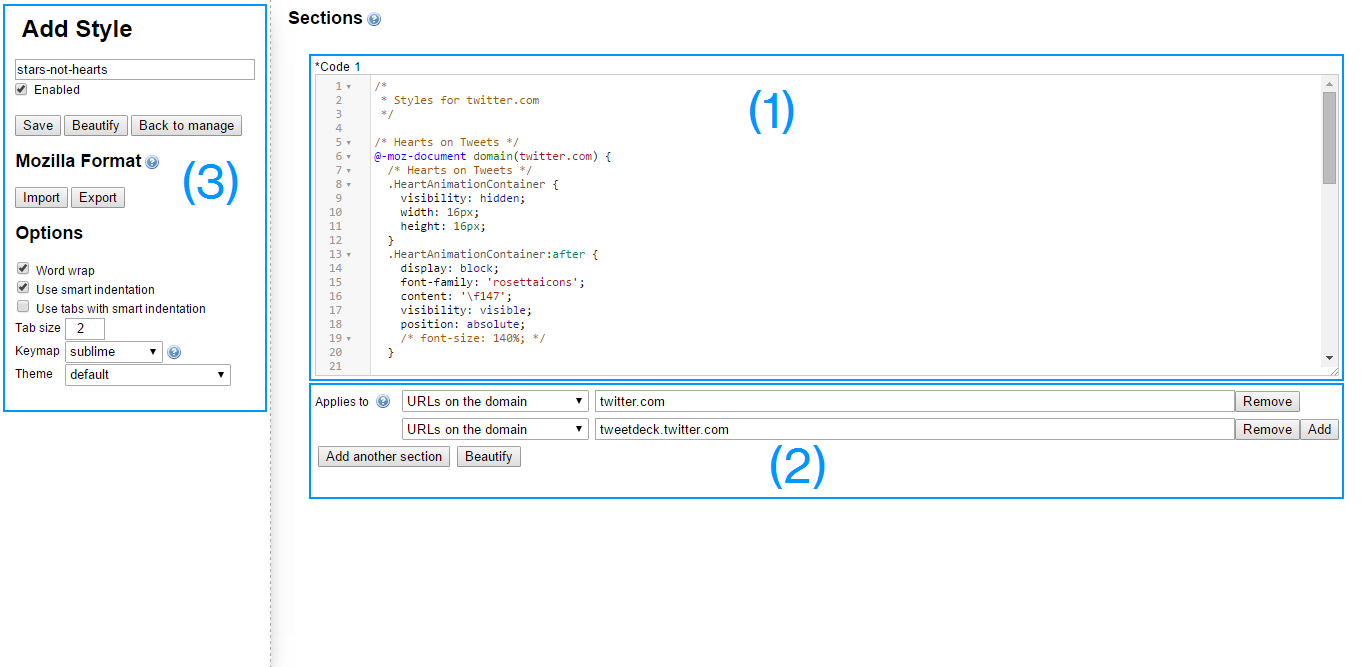 Add Style
stars-not-hearts
Enabled
Save Beautify Back to manage
Mozilla Format
(3)
Import Export
Options
Word wrap
Use smart indentation
Use tabs with smart indentation
Tab size 2
Keymap sublime
Theme default
Sections
*Code 1
(1)
1 /*
2  * Styles for twitter.com
3  */
4
5 /* Hearts on Tweets */
6 @-moz-document domain(twitter.com) {
7   /* Hearts on Tweets */
8   .HeartAnimationContainer {
9     visibility: hidden;
10     width: 16px;
11     height: 16px;
12   }
13   .HeartAnimationContainer:after {
14     display: block;
15     font-family: 'rosettaicons';
16     content: '\f147';
17     visibility: visible;
18     position: absolute;
19     /* font-size: 140%; */
20   }
21
Applies to URLs on the domain twitter.com Remove
URLs on the domain tweetdeck.twitter.com Remove Add
Add another section Beautify
(2)